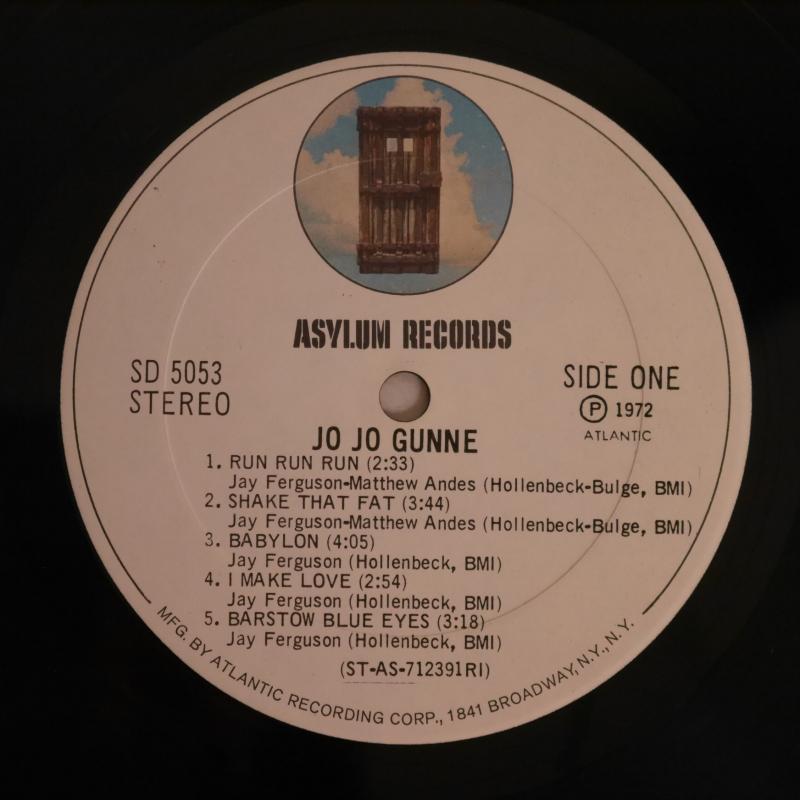 ASYLUM RECORDS
SD 5053
STEREO
SIDE ONE
Ⓟ 1972
ATLANTIC
JO JO GUNNE
1. RUN RUN RUN (2:33)
Jay Ferguson-Matthew Andes (Hollenbeck-Bulge, BMI)
2. SHAKE THAT FAT (3:44)
Jay Ferguson-Matthew Andes (Hollenbeck-Bulge, BMI)
3. BABYLON (4:05)
Jay Ferguson (Hollenbeck, BMI)
4. I MAKE LOVE (2:54)
Jay Ferguson (Hollenbeck, BMI)
5. BARSTOW BLUE EYES (3:18)
Jay Ferguson (Hollenbeck, BMI)
(ST-AS-712391RI)
MFG. BY ATLANTIC RECORDING CORP., 1841 BROADWAY, N.Y., N.Y.